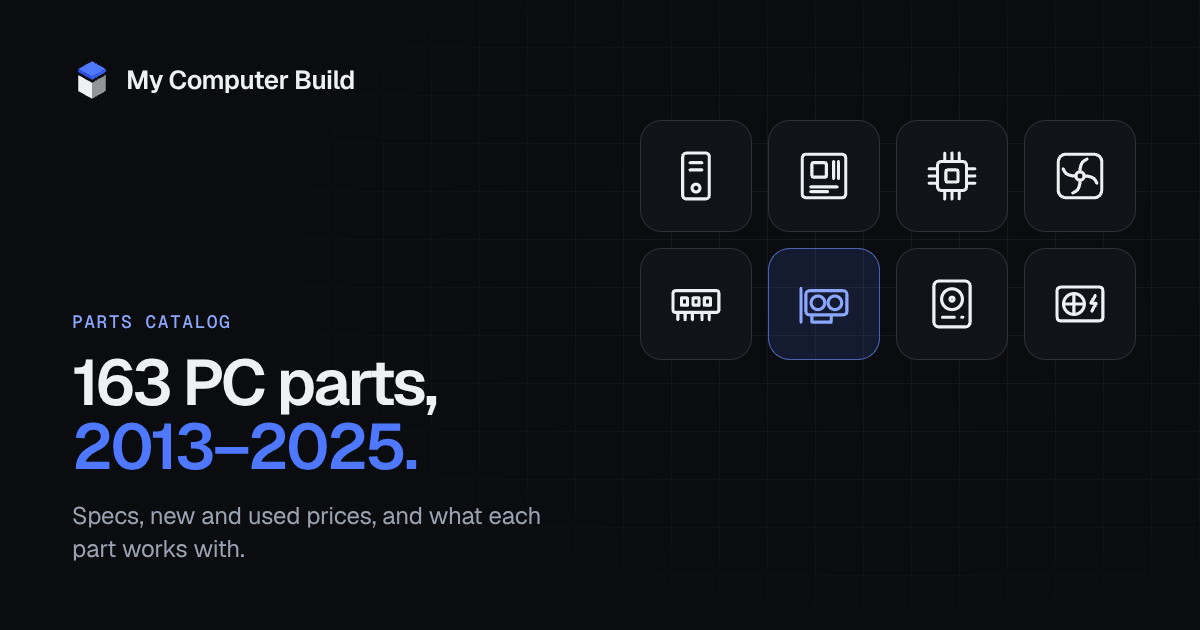 My Computer Build
PARTS CATALOG
163 PC parts,
2013–2025.
Specs, new and used prices, and what each
part works with.